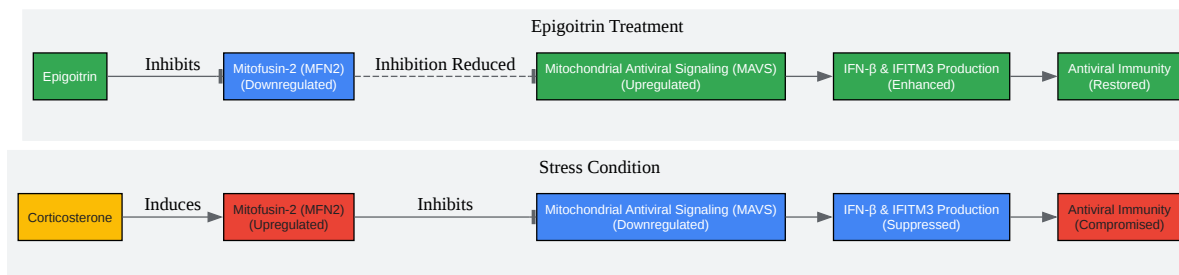 Epigoitrin Treatment
Epigoitrin
Inhibits
Mitofusin-2 (MFN2)
(Downregulated)
Inhibition Reduced
Mitochondrial Antiviral Signaling (MAVS)
(Upregulated)
IFN-β & IFITM3 Production
(Enhanced)
Antiviral Immunity
(Restored)
Stress Condition
Corticosterone
Induces
Mitofusin-2 (MFN2)
(Upregulated)
Inhibits
Mitochondrial Antiviral Signaling (MAVS)
(Downregulated)
IFN-β & IFITM3 Production
(Suppressed)
Antiviral Immunity
(Compromised)